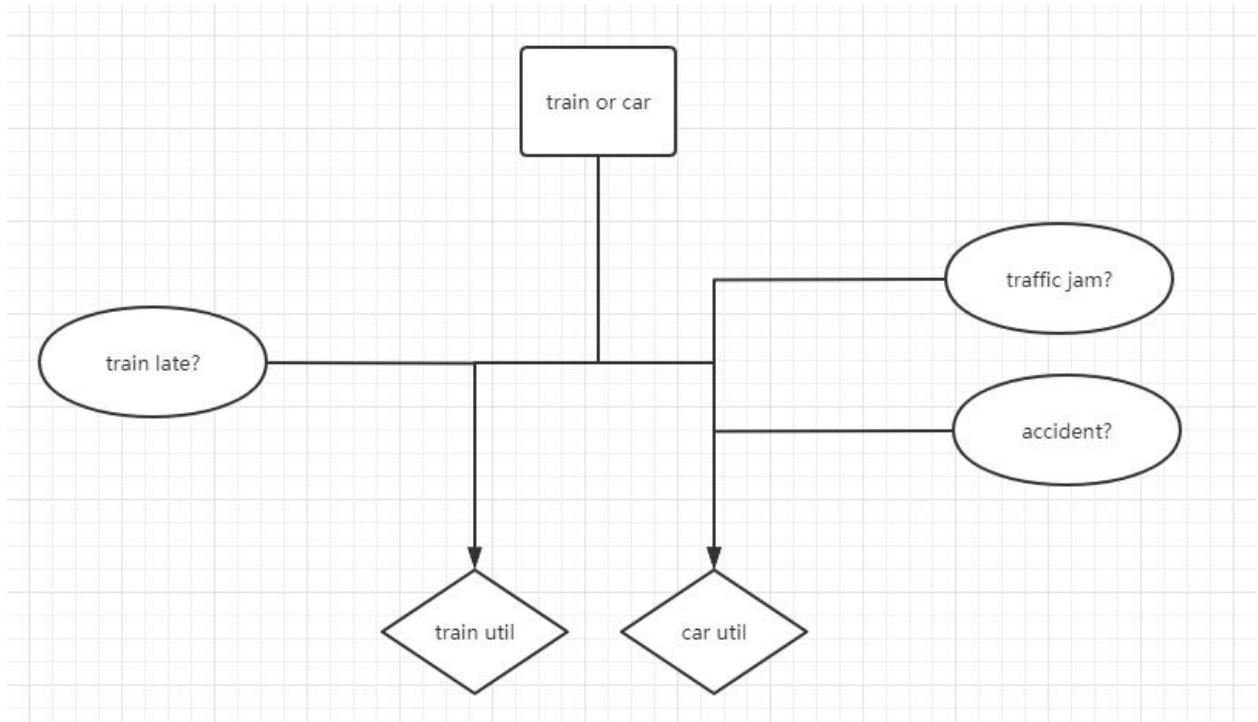 train or car
traffic jam?
train late?
accident?
train util
car util